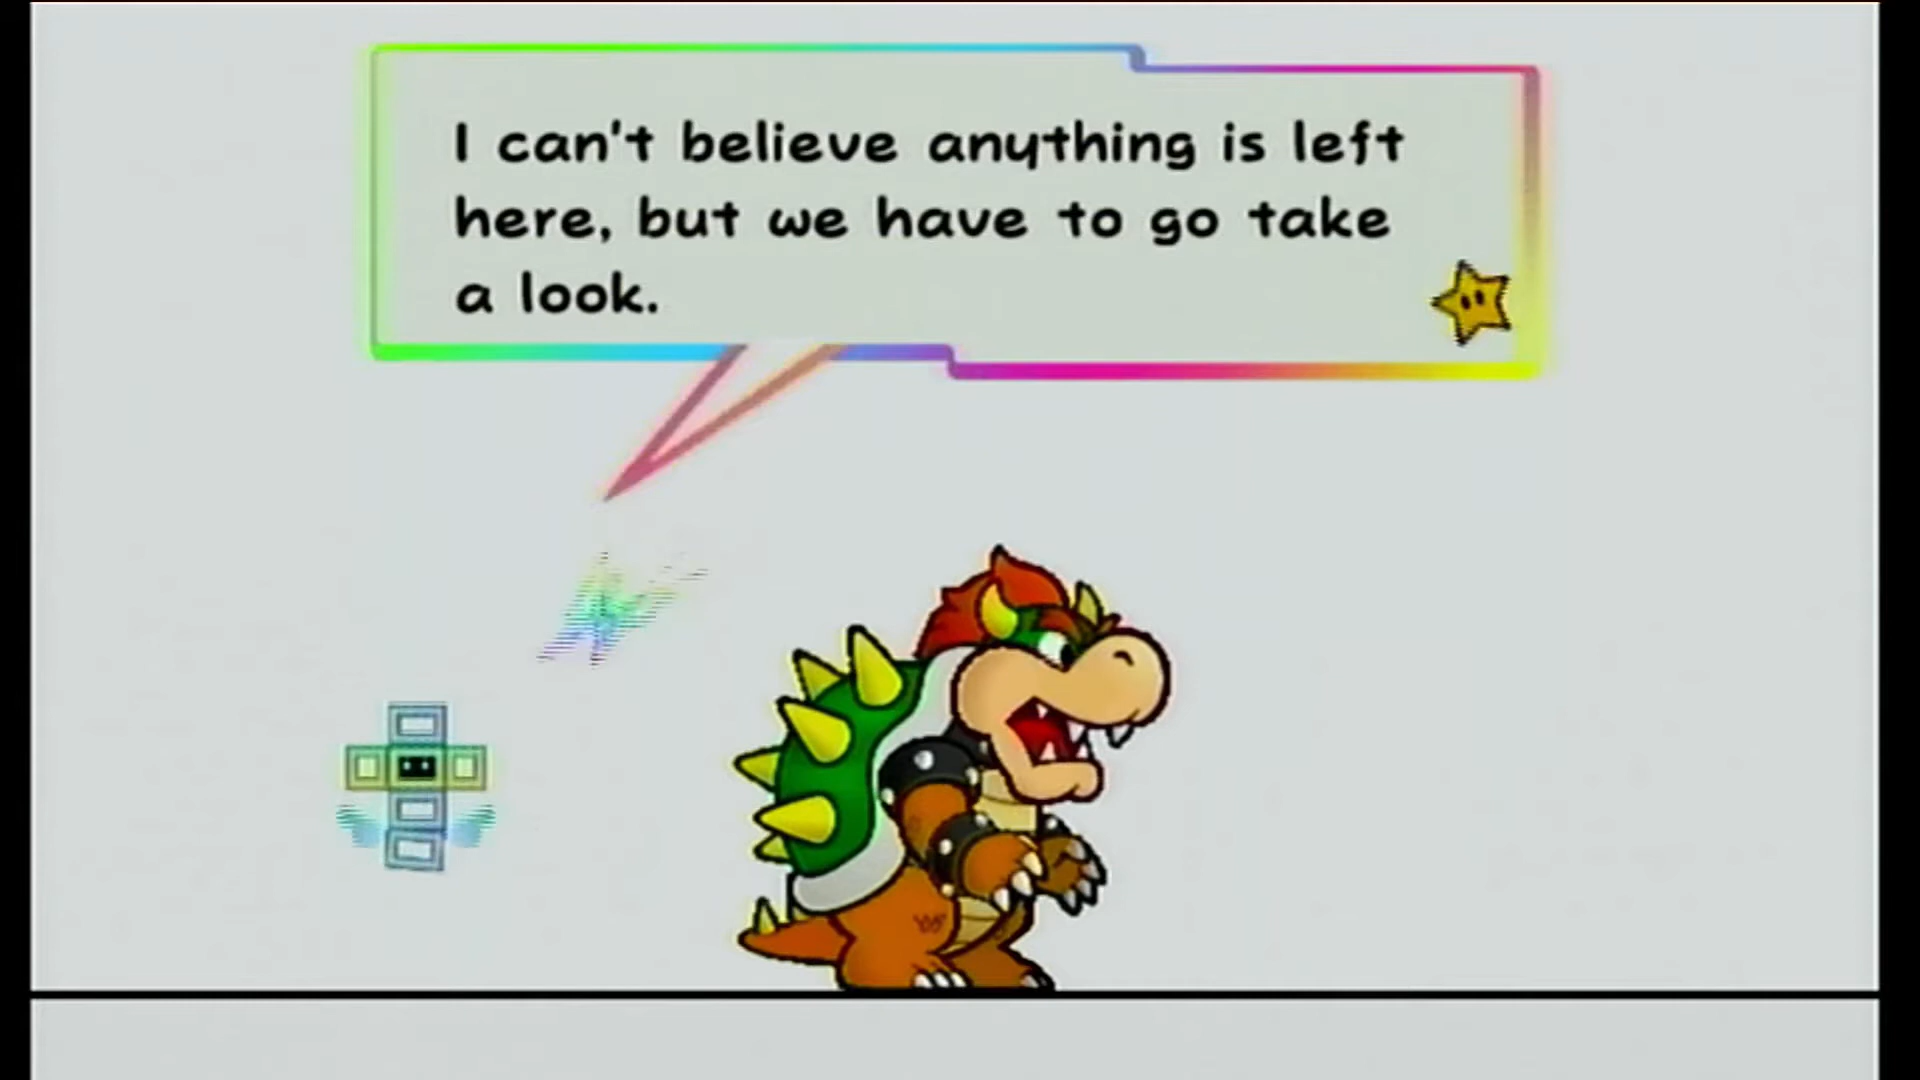 I can't believe anything is left
here, but we have to go take
a look.